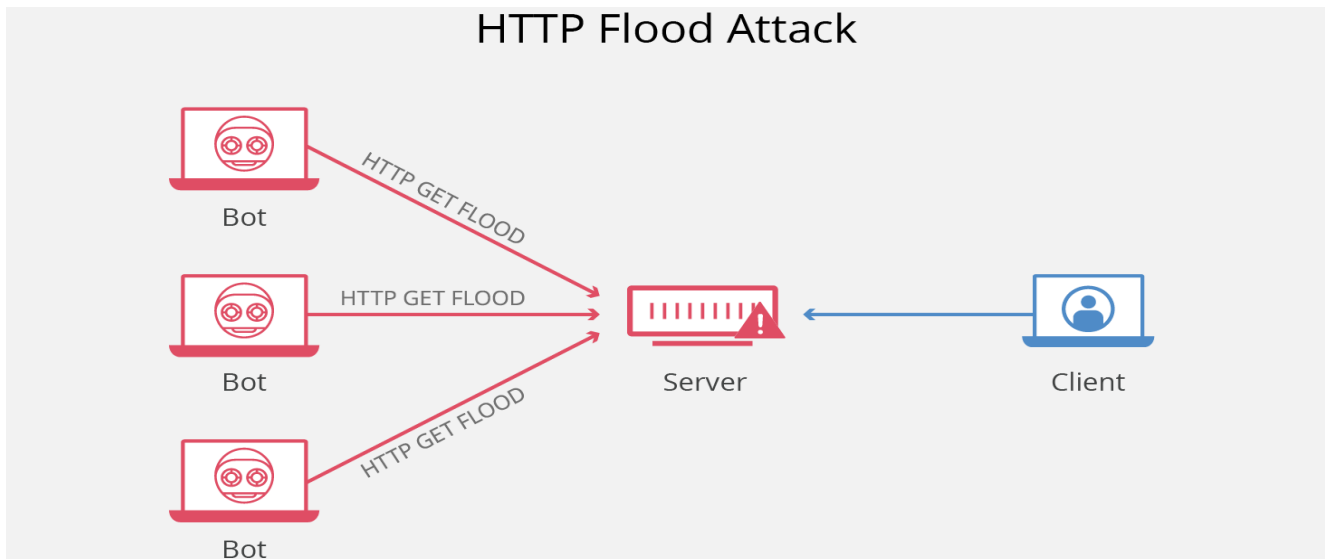 HTTP Flood Attack
HTTP GET FLOOD
Bot
HTTP GET FLOOD
Bot
Server
Client
HTTP GET FLOOD
Bot